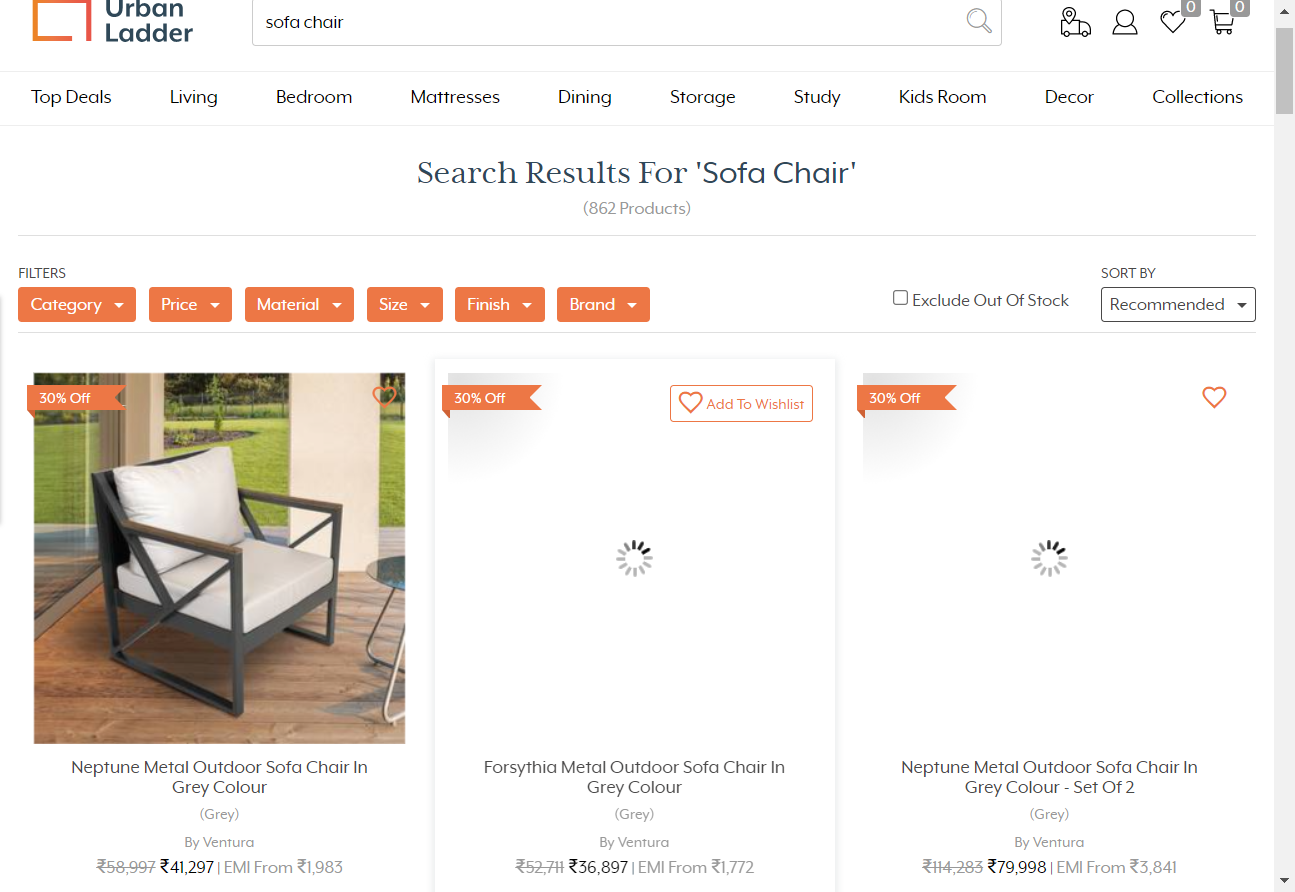 Urban
Ladder
sofa chair
0
0
Top Deals
Living
Bedroom
Mattresses
Dining
Storage
Study
Kids Room
Decor
Collections
Search Results For 'Sofa Chair'
(862 Products)
FILTERS
SORT BY
Category
Price
Material
Size
Finish
Brand
Exclude Out Of Stock
Recommended
30% Off
30% Off
Add To Wishlist
30% Off
Neptune Metal Outdoor Sofa Chair In
Grey Colour
(Grey)
By Ventura
₹58,997 ₹41,297 | EMI From ₹1,983
Forsythia Metal Outdoor Sofa Chair In
Grey Colour
(Grey)
By Ventura
₹52,711 ₹36,897 | EMI From ₹1,772
Neptune Metal Outdoor Sofa Chair In
Grey Colour - Set Of 2
(Grey)
By Ventura
₹114,283 ₹79,998 | EMI From ₹3,841